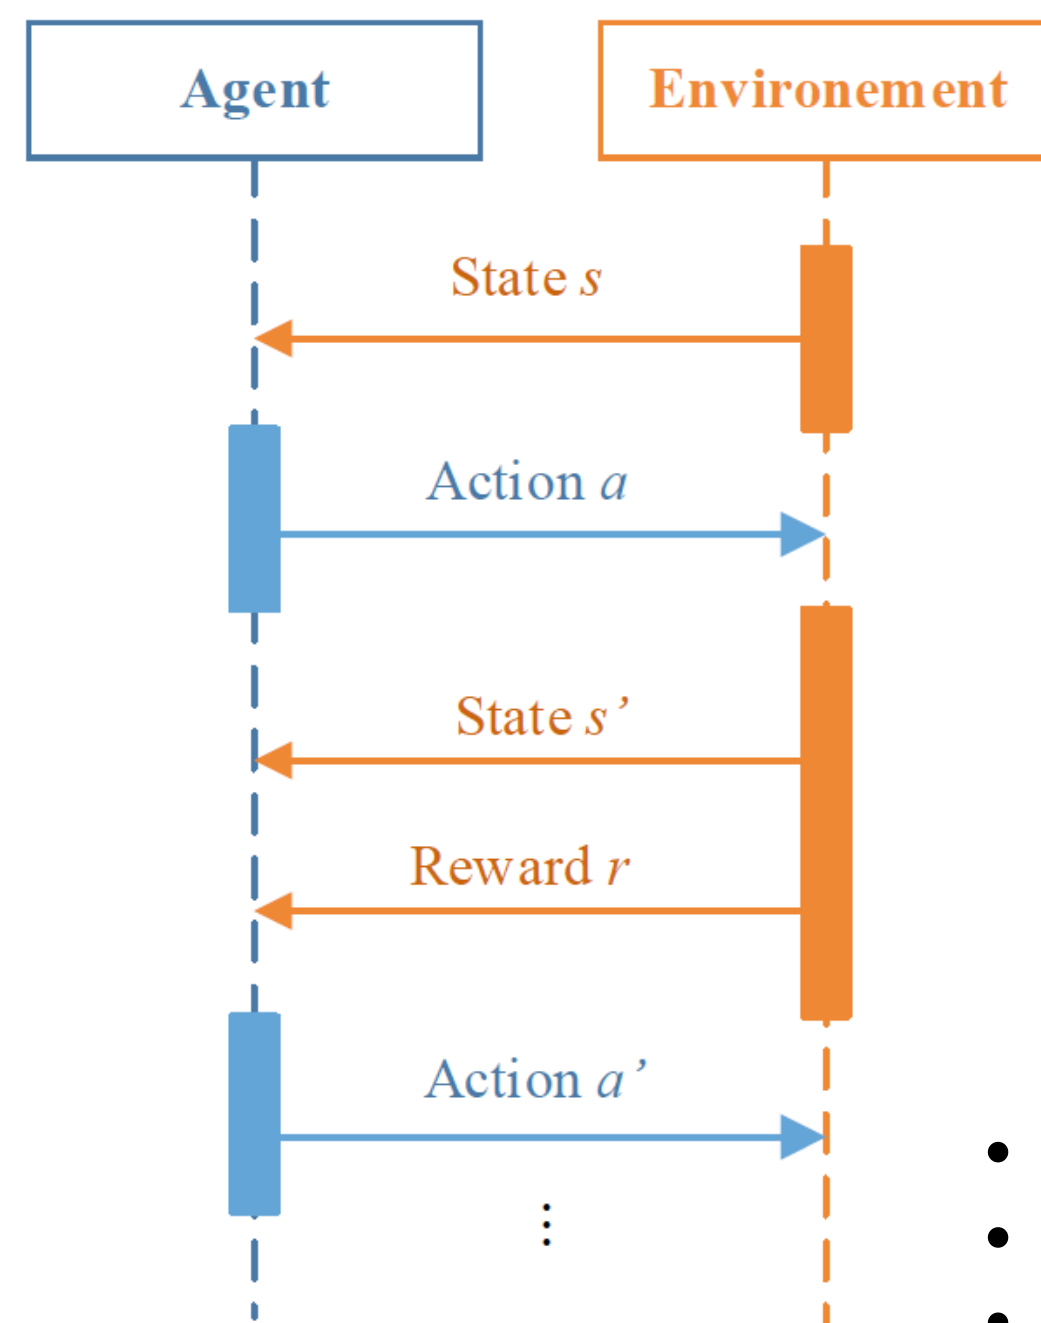 Agent
Environement
State s
Action a
State s’
Reward r
Action a’
⋮
•
•
•